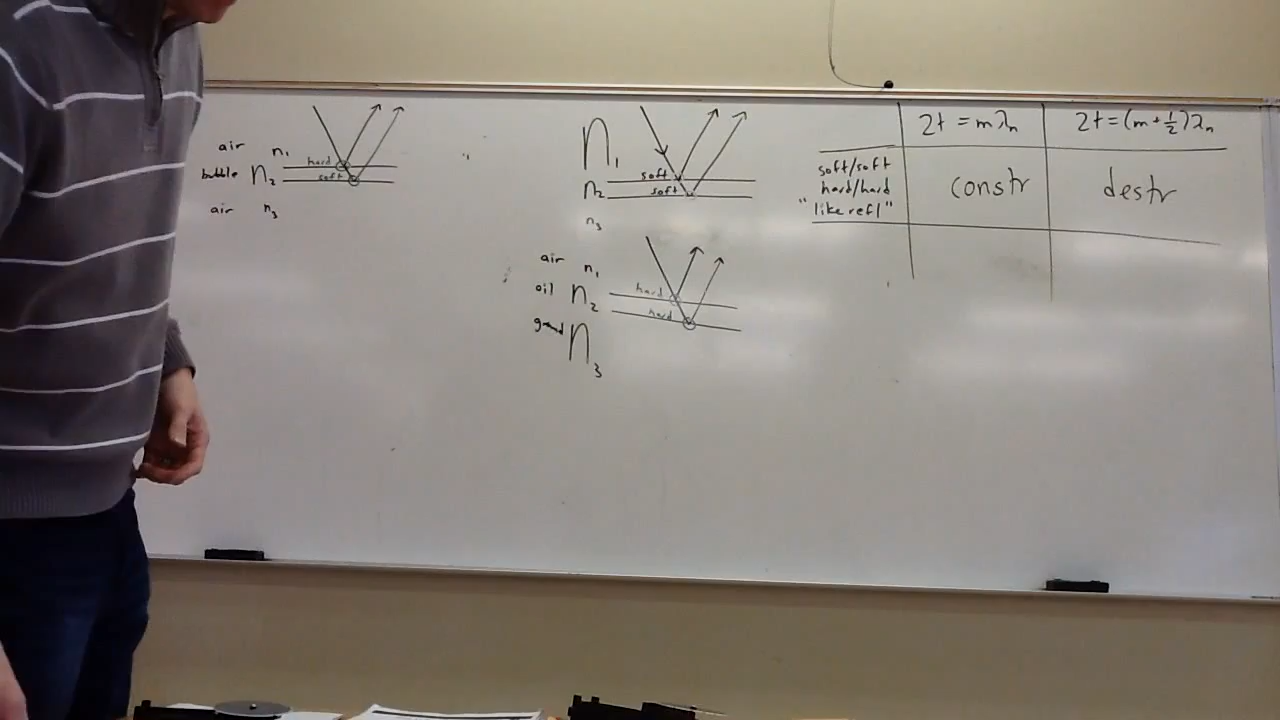 air n₁ hard
bubble n₂ soft
air n₃
n₁ soft
n₂ soft
n₃
air n₁
oil n₂ hard
hard
n₃
2t = mλₙ 2t = (m + ½)λₙ
soft/soft
hard/hard constr destr
"like refl"